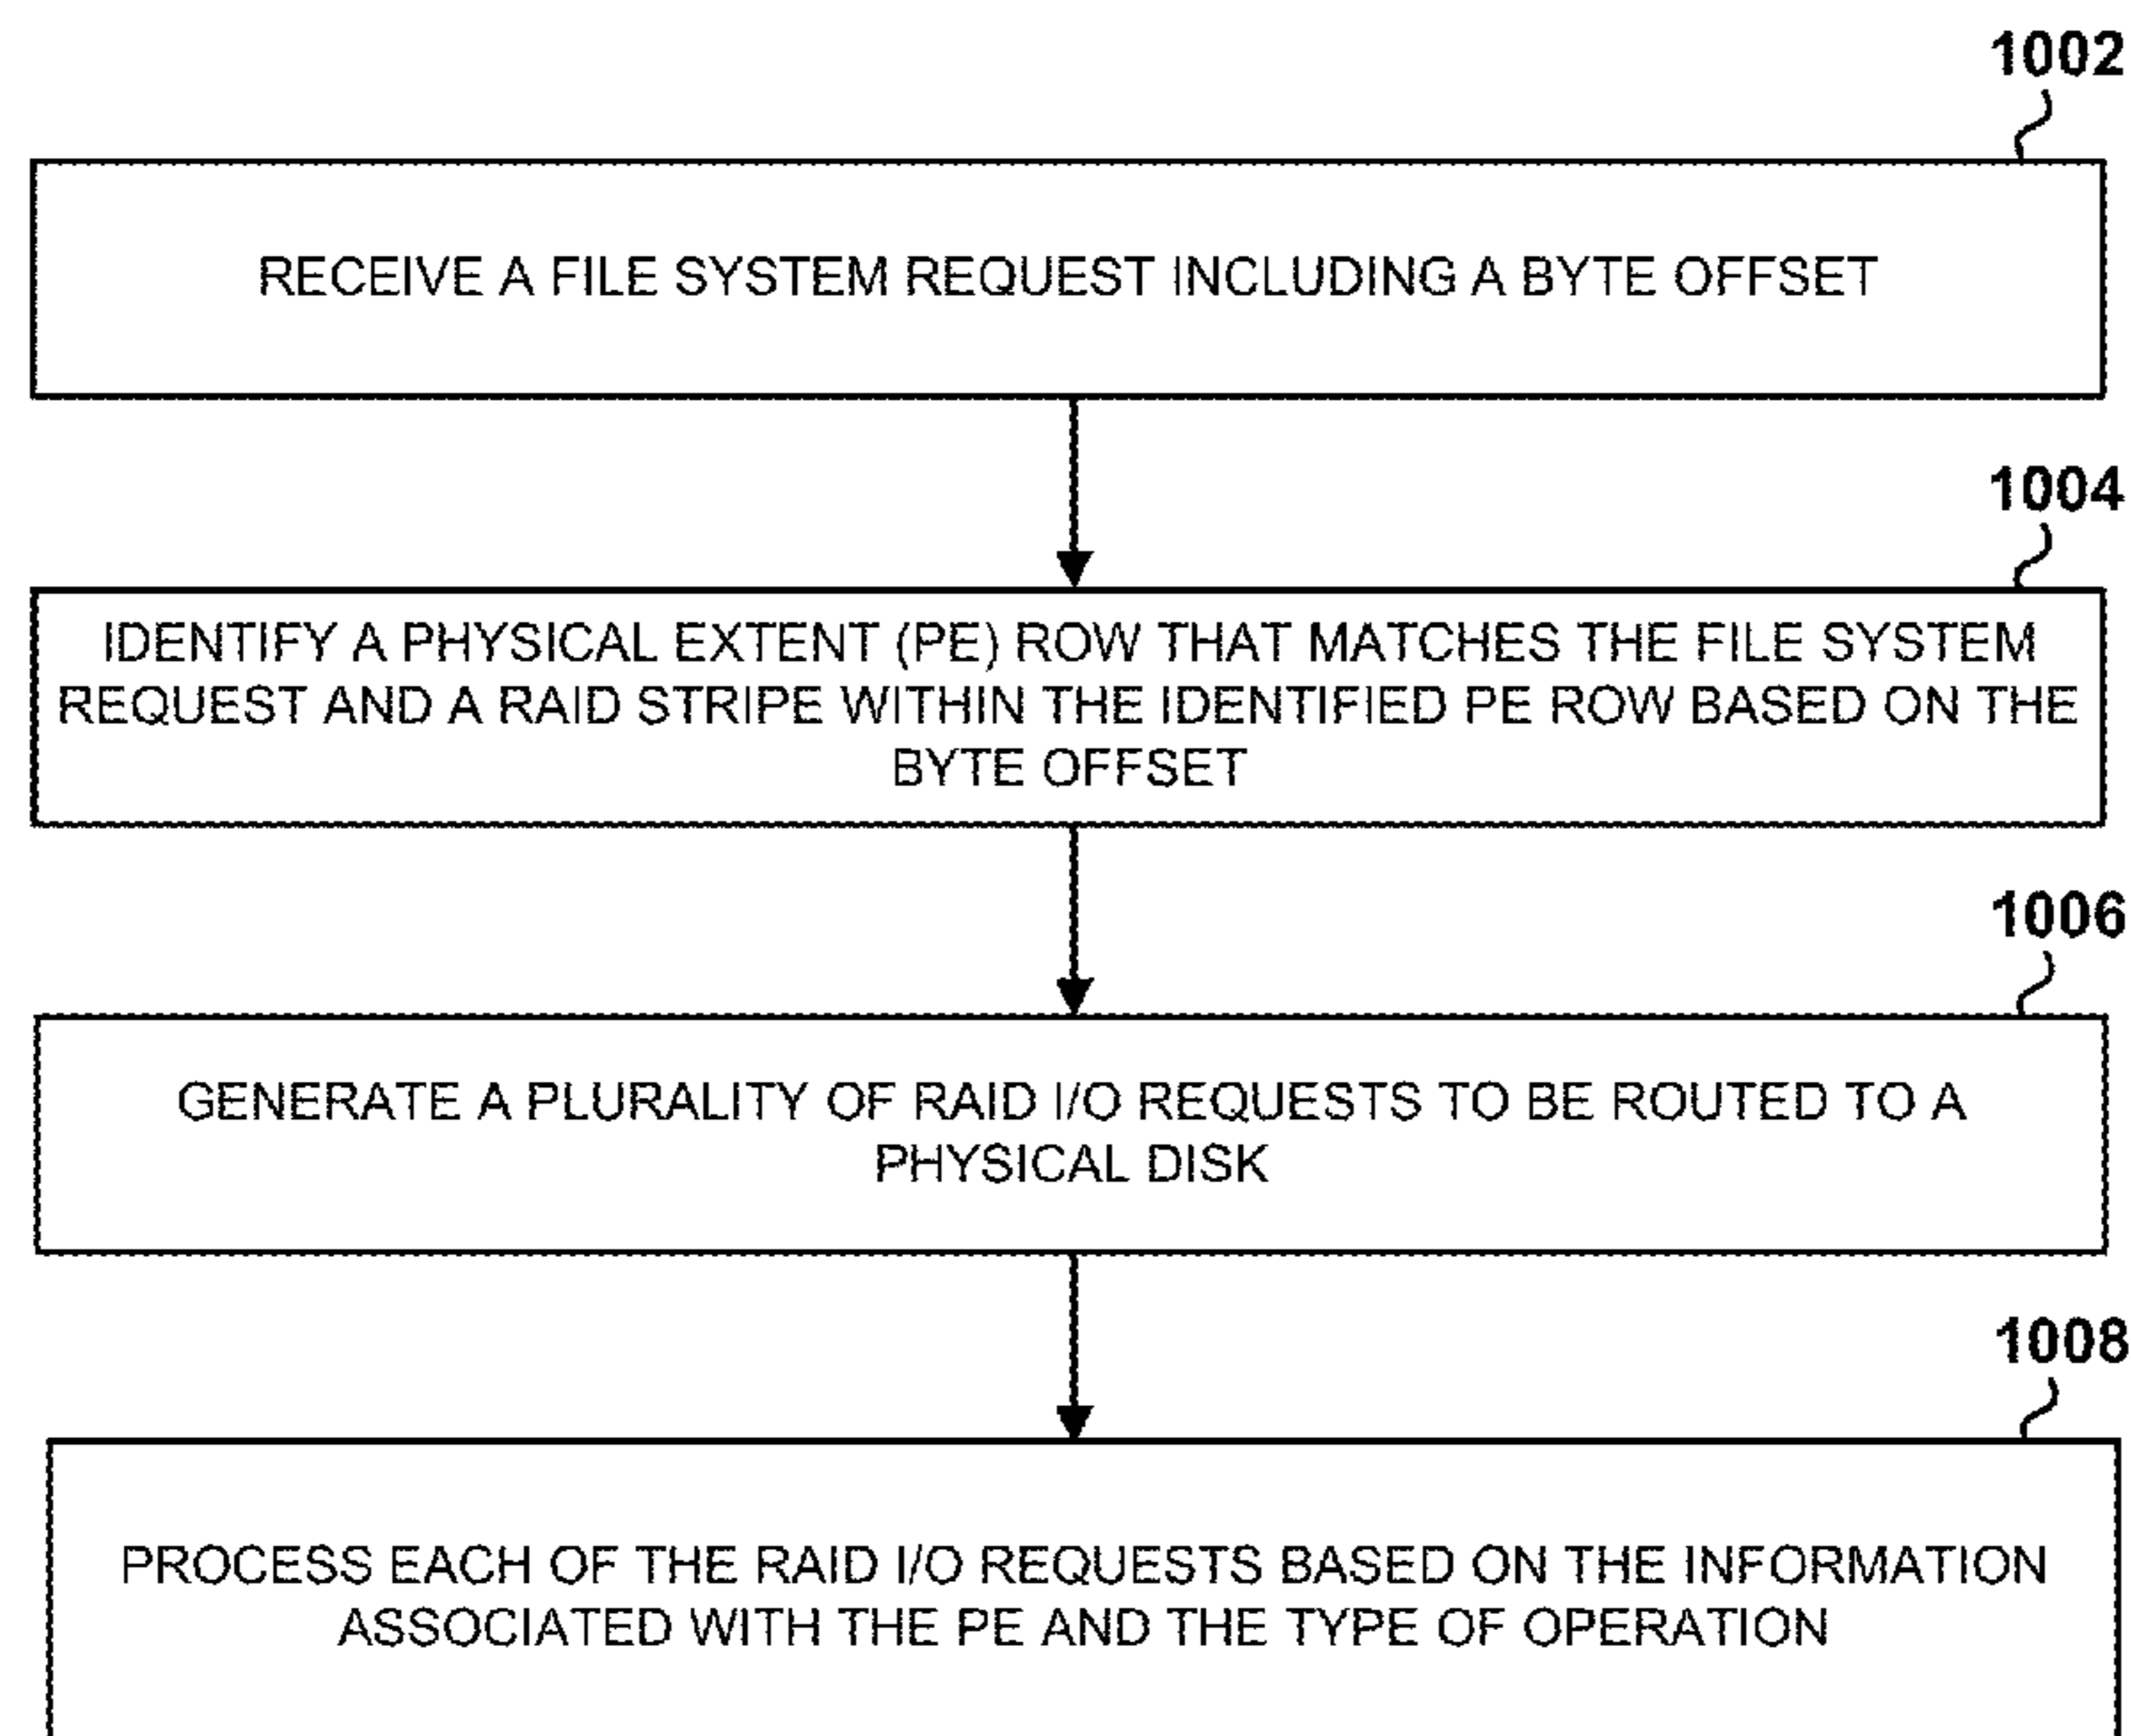 1002
RECEIVE A FILE SYSTEM REQUEST INCLUDING A BYTE OFFSET
1004
IDENTIFY A PHYSICAL EXTENT (PE) ROW THAT MATCHES THE FILE SYSTEM
REQUEST AND A RAID STRIPE WITHIN THE IDENTIFIED PE ROW BASED ON THE
BYTE OFFSET
1006
GENERATE A PLURALITY OF RAID I/O REQUESTS TO BE ROUTED TO A
PHYSICAL DISK
1008
PROCESS EACH OF THE RAID I/O REQUESTS BASED ON THE INFORMATION
ASSOCIATED WITH THE PE AND THE TYPE OF OPERATION